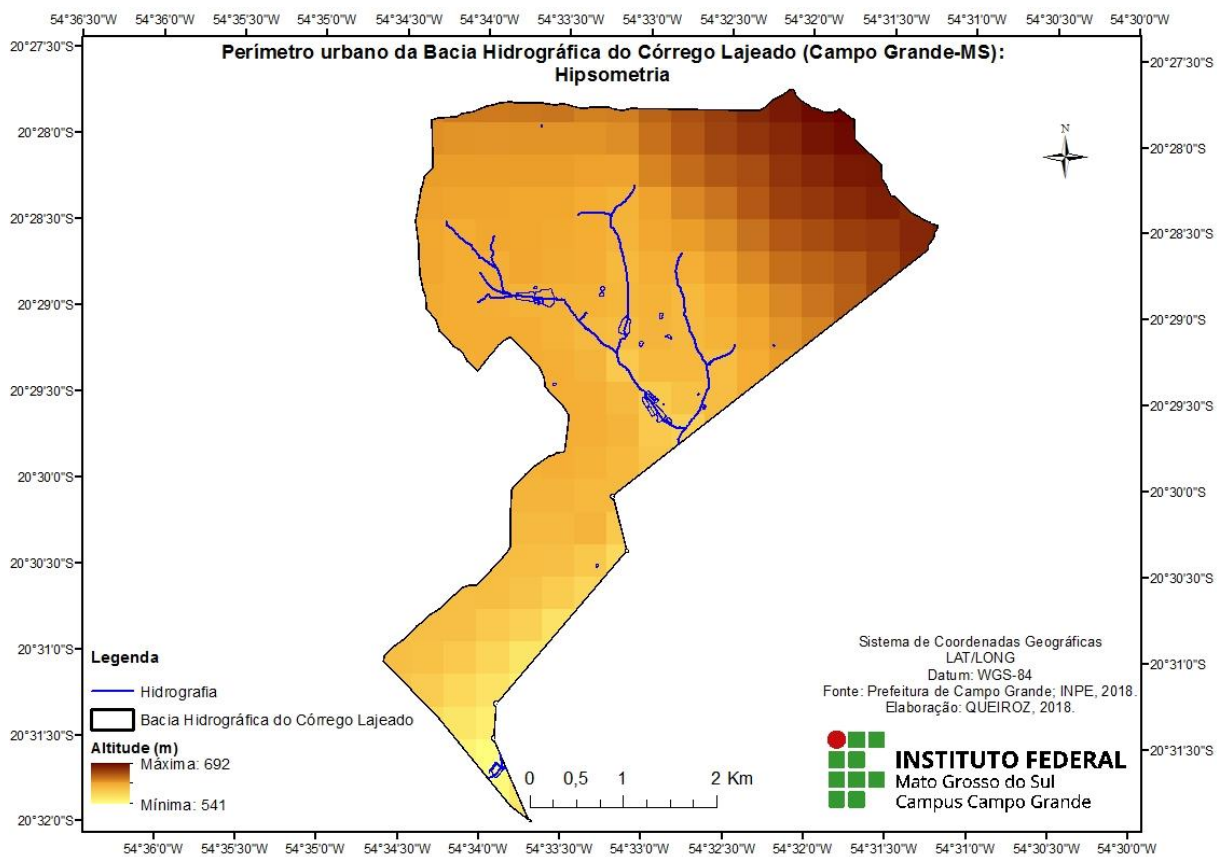 54°36'30"W 54°36'0"W 54°35'30"W 54°35'0"W 54°34'30"W 54°34'0"W 54°33'30"W 54°33'0"W 54°32'30"W 54°32'0"W 54°31'30"W 54°31'0"W 54°30'30"W 54°30'0"W
Perímetro urbano da Bacia Hidrográfica do Córrego Lajeado (Campo Grande-MS):
Hipsometria
20°27'30"S
20°28'0"S
20°28'30"S
20°29'0"S
20°29'30"S
20°30'0"S
20°30'30"S
20°31'0"S
20°31'30"S
20°32'0"S
N
20°27'30"S
20°28'0"S
20°28'30"S
20°29'0"S
20°29'30"S
20°30'0"S
20°30'30"S
20°31'0"S
20°31'30"S
Legenda
Hidrografia
Bacia Hidrográfica do Córrego Lajeado
Altitude (m)
Máxima: 692
Mínima: 541
0 0,5 1 2 Km
Sistema de Coordenadas Geográficas
LAT/LONG
Datum: WGS-84
Fonte: Prefeitura de Campo Grande; INPE, 2018.
Elaboração: QUEIROZ, 2018.
INSTITUTO FEDERAL
Mato Grosso do Sul
Campus Campo Grande
54°36'0"W 54°35'30"W 54°35'0"W 54°34'30"W 54°34'0"W 54°33'30"W 54°33'0"W 54°32'30"W 54°32'0"W 54°31'30"W 54°31'0"W 54°30'30"W 54°30'0"W